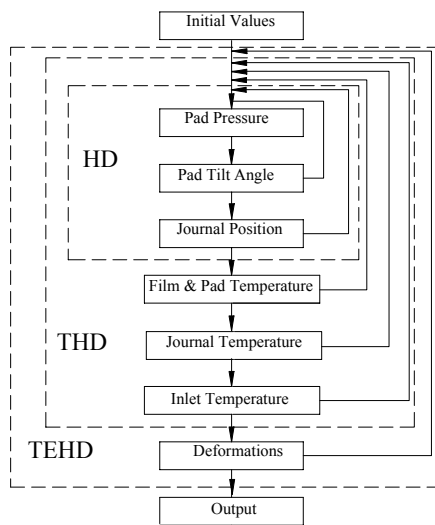 Initial Values
Pad Pressure
HD
Pad Tilt Angle
Journal Position
Film & Pad Temperature
THD
Journal Temperature
Inlet Temperature
TEHD
Deformations
Output